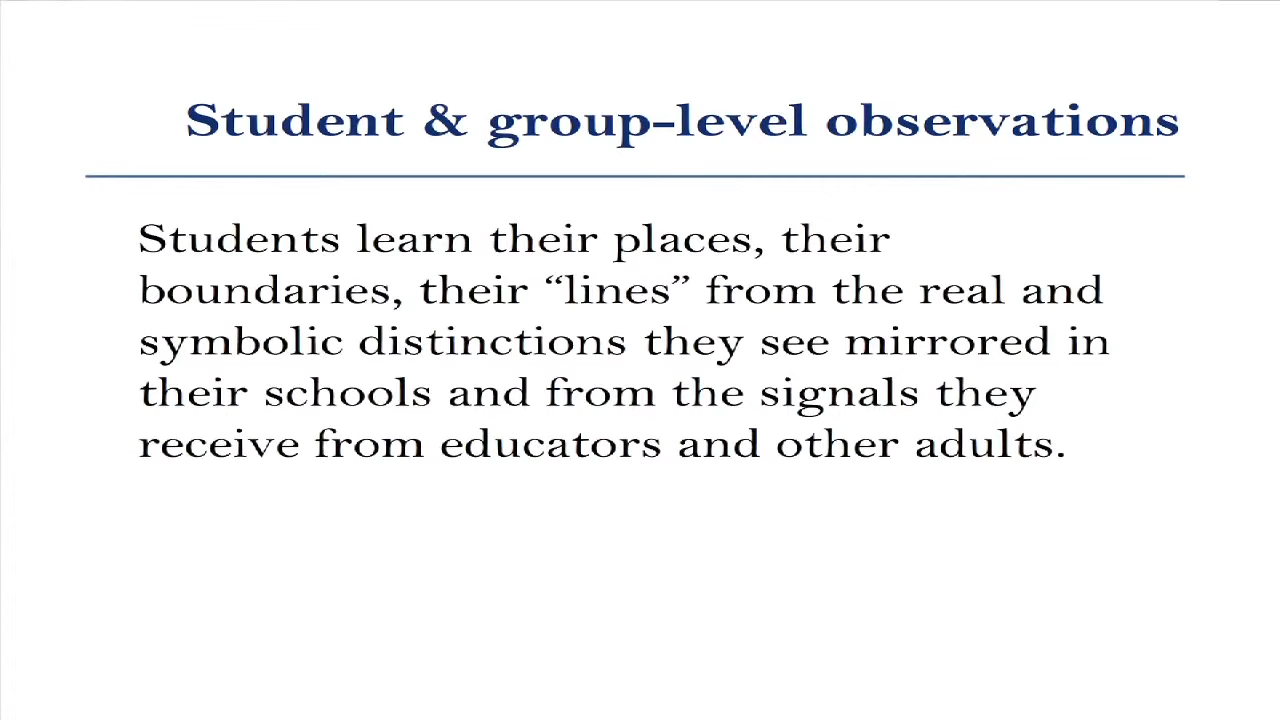 Student & group-level observations
Students learn their places, their
boundaries, their “lines” from the real and
symbolic distinctions they see mirrored in
their schools and from the signals they
receive from educators and other adults.